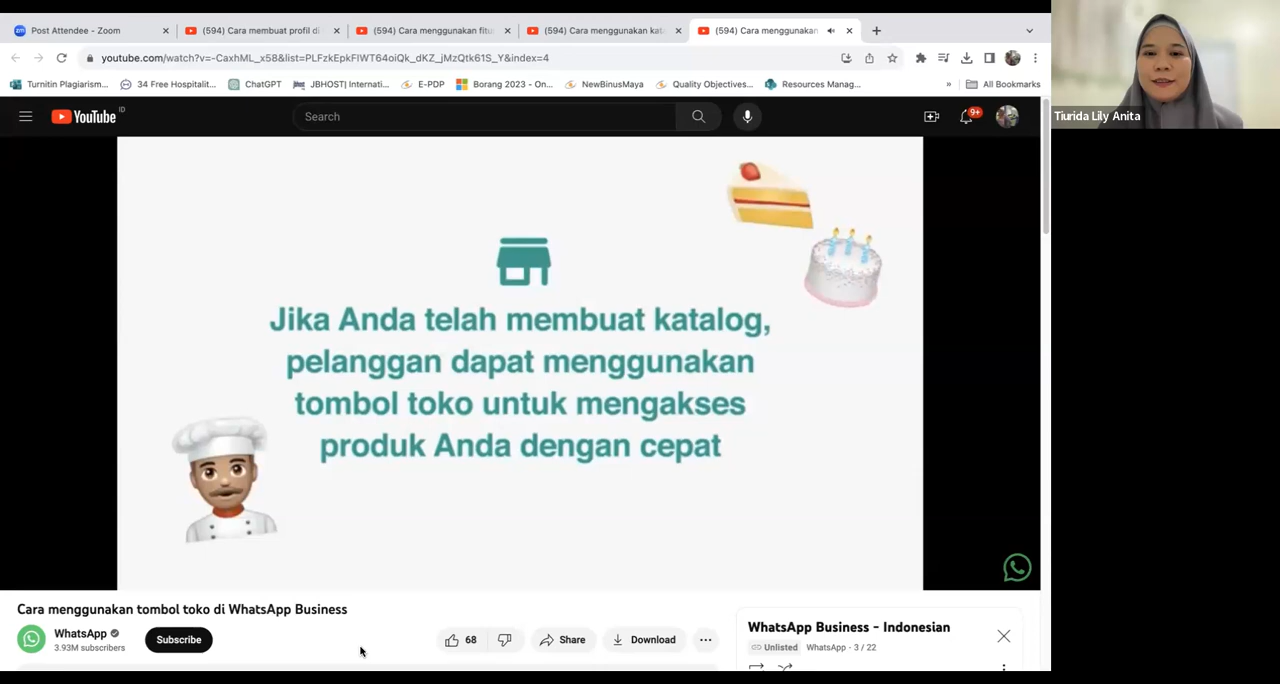 Post Attendee - Zoom
(594) Cara membuat profil di
(594) Cara menggunakan fitu
(594) Cara menggunakan kat
(594) Cara menggunakan
youtube.com/watch?v=-CaxhML_x58&list=PLFzkEpkFlWT64oiQk_dKZ_jMzQtk61S_Y&index=4
Turnitin Plagiarism...
34 Free Hospitalit...
ChatGPT
JBHOST| Internati...
E-PDP
Borang 2023 - On...
NewBinusMaya
Quality Objectives...
Resources Manag...
»
All Bookmarks
YouTube ID
Search
9+
Tiurida Lily Anita
Jika Anda telah membuat katalog,
pelanggan dapat menggunakan
tombol toko untuk mengakses
produk Anda dengan cepat
Cara menggunakan tombol toko di WhatsApp Business
WhatsApp
3.93M subscribers
Subscribe
68
Share
Download
WhatsApp Business - Indonesian
Unlisted
WhatsApp - 3 / 22